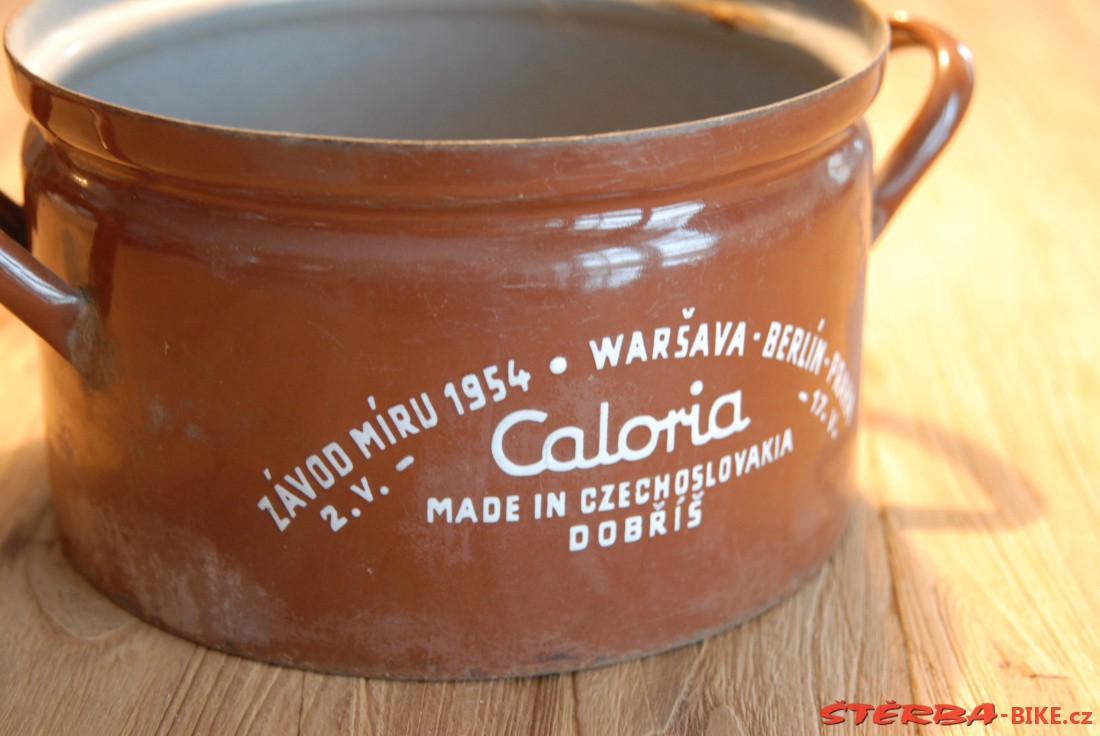 ZÁVOD MÍRU 1954 • WARŠAVA - BERLÍN - PRAHA
2. V. - - 17. V.
Caloria
MADE IN CZECHOSLOVAKIA
DOBŘÍŠ
ŠTĚRBA-BIKE.cz